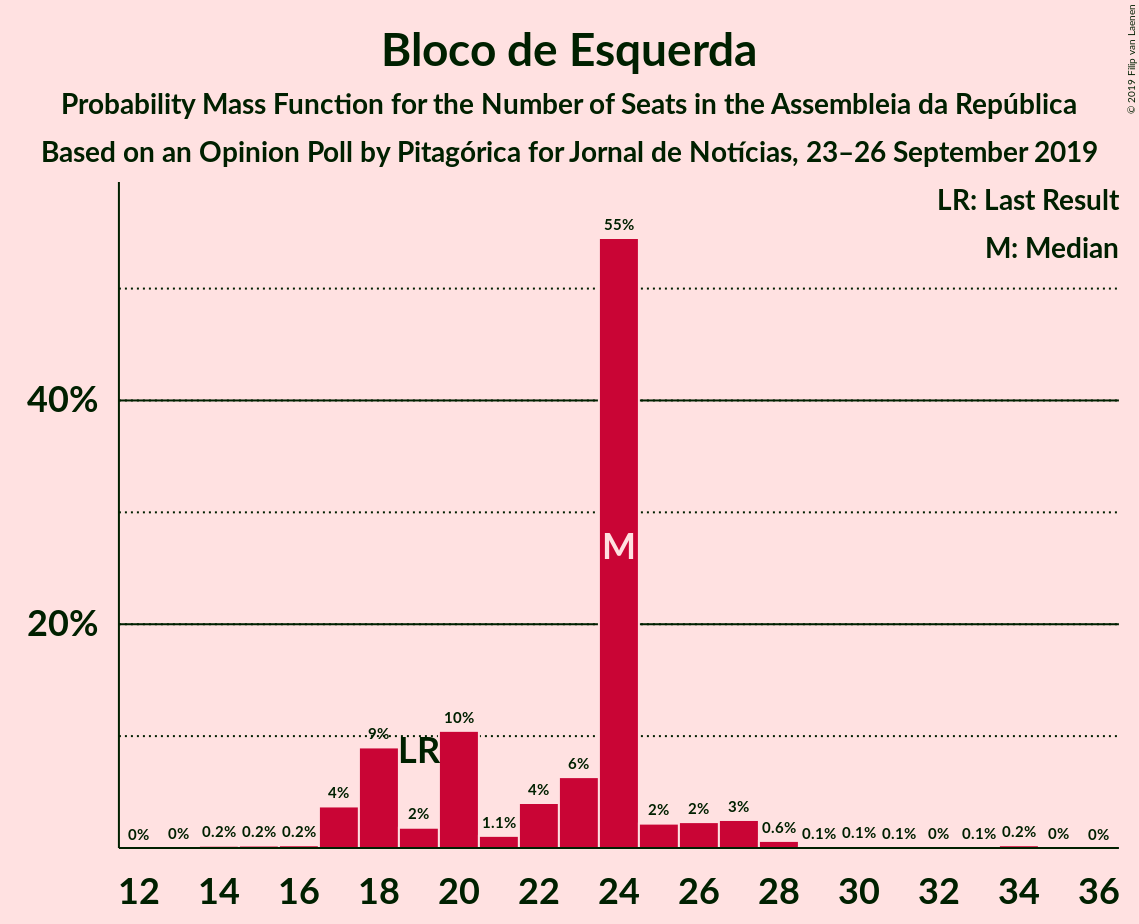 Bloco de Esquerda
Probability Mass Function for the Number of Seats in the Assembleia da República
Based on an Opinion Poll by Pitagórica for Jornal de Notícias, 23–26 September 2019
© 2019 Filip van Laenen
LR: Last Result
M: Median
40%
20%
0% 0% 0.2% 0.2% 0.2% 4% 9% 2% 10% 1.1% 4% 6% 55% 2% 2% 3% 0.6% 0.1% 0.1% 0.1% 0% 0.1% 0.2% 0% 0%
LR
M
12 14 16 18 20 22 24 26 28 30 32 34 36